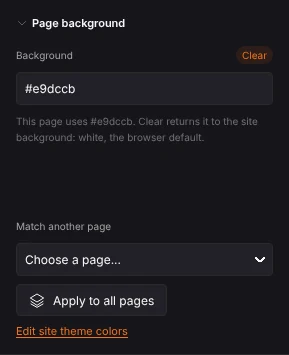 Page background
Background
Clear
#e9dccb
This page uses #e9dccb. Clear returns it to the site
background: white, the browser default.
Match another page
Choose a page...
Apply to all pages
Edit site theme colors